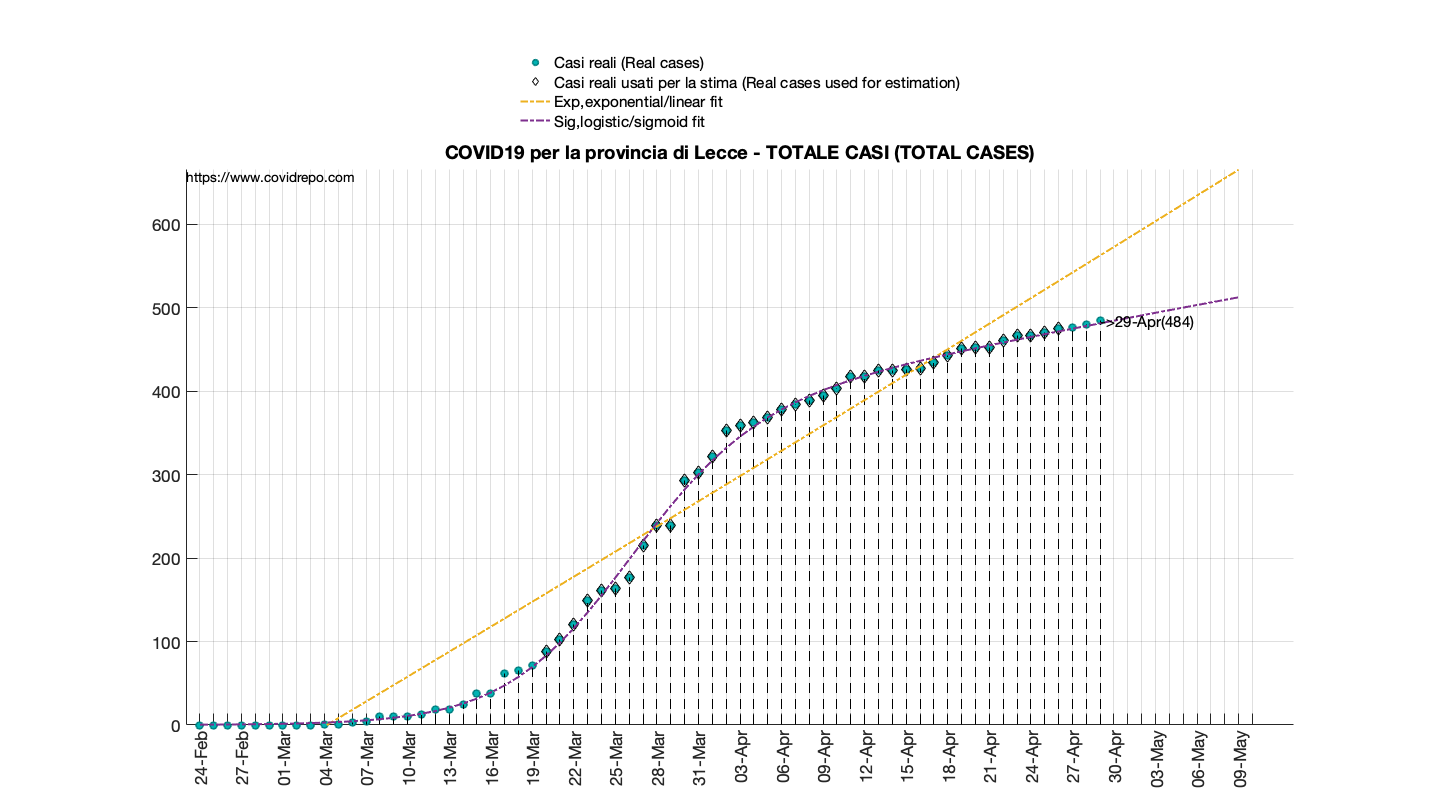 Casi reali (Real cases)
Casi reali usati per la stima (Real cases used for estimation)
Exp,exponential/linear fit
Sig,logistic/sigmoid fit
COVID19 per la provincia di Lecce - TOTALE CASI (TOTAL CASES)
https://www.covidrepo.com
600
500
>29-Apr(484)
400
300
200
100
0
24-Feb
27-Feb
01-Mar
04-Mar
07-Mar
10-Mar
13-Mar
16-Mar
19-Mar
22-Mar
25-Mar
28-Mar
31-Mar
03-Apr
06-Apr
09-Apr
12-Apr
15-Apr
18-Apr
21-Apr
24-Apr
27-Apr
30-Apr
03-May
06-May
09-May